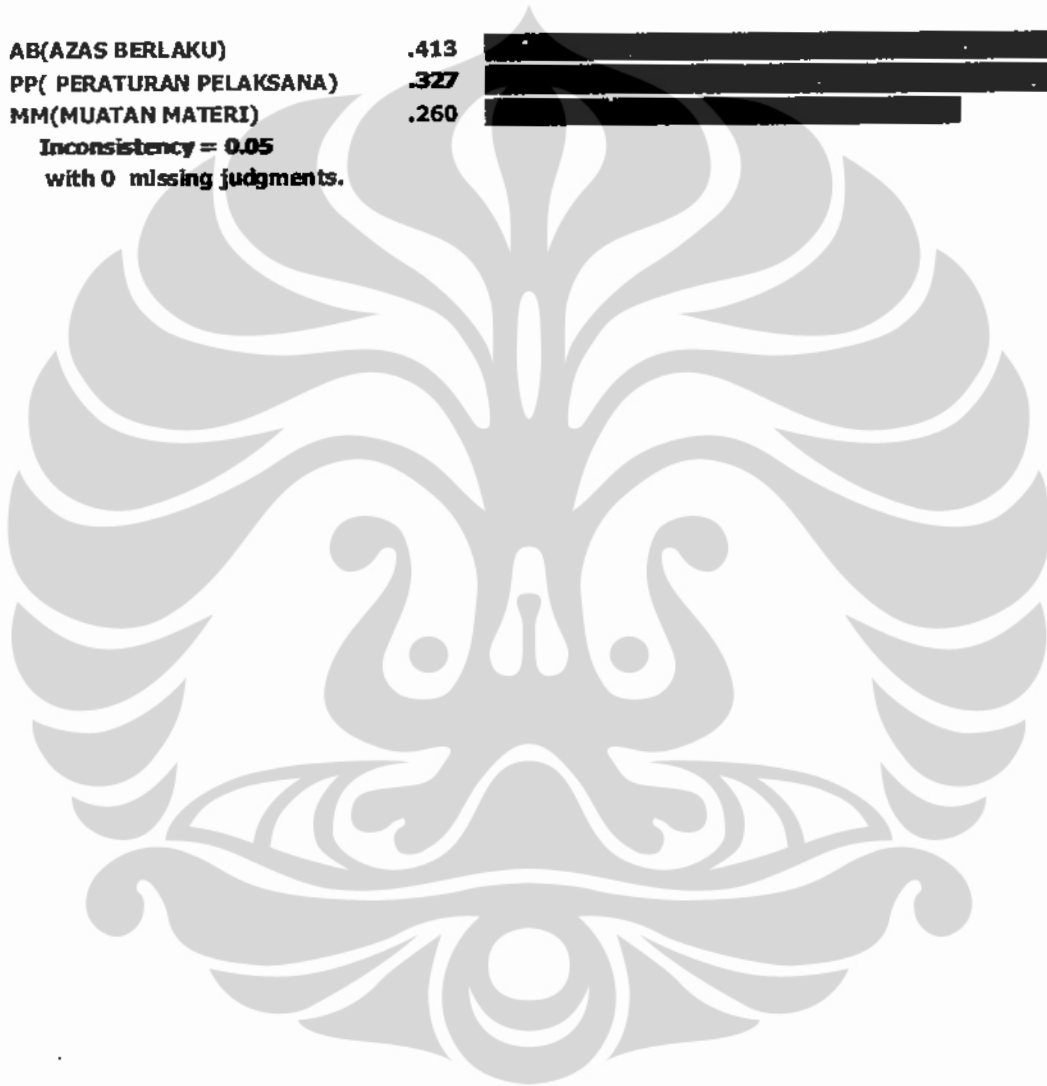 AB(AZAS BERLAKU) .413
PP( PERATURAN PELAKSANA) .327
MM(MUATAN MATERI) .260
Inconsistency = 0.05
with 0 missing judgments.